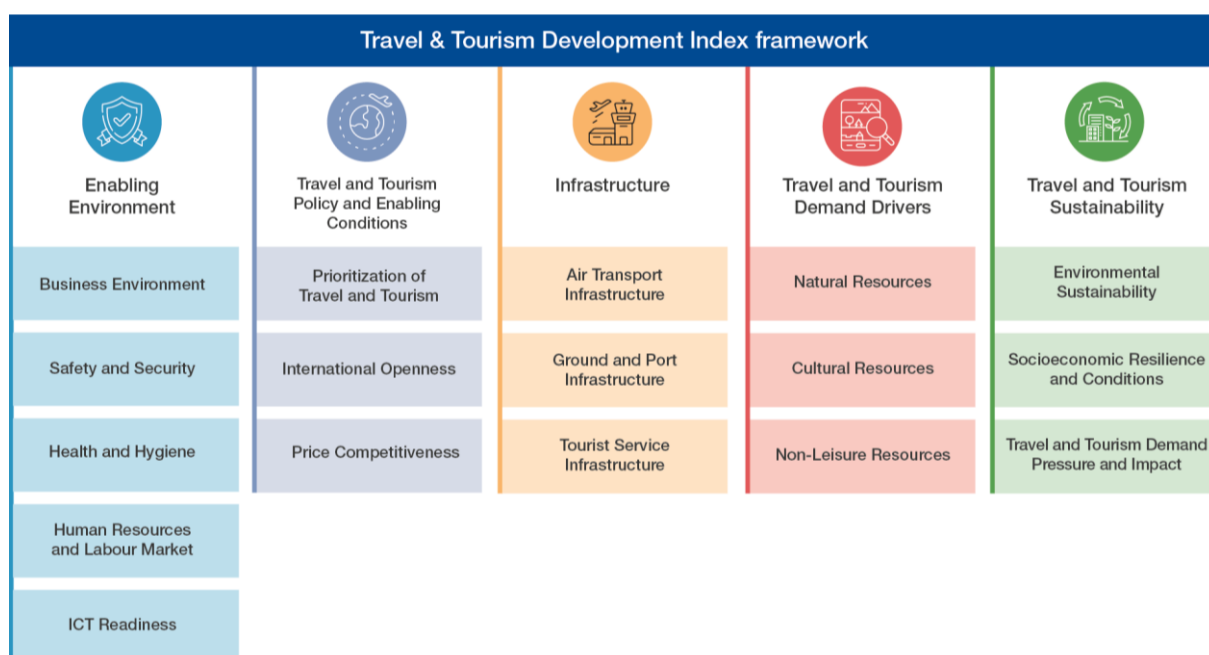 Travel & Tourism Development Index framework
Enabling
Environment
Business Environment
Safety and Security
Health and Hygiene
Human Resources
and Labour Market
ICT Readiness
Travel and Tourism
Policy and Enabling
Conditions
Prioritization of
Travel and Tourism
International Openness
Price Competitiveness
Infrastructure
Air Transport
Infrastructure
Ground and Port
Infrastructure
Tourist Service
Infrastructure
Travel and Tourism
Demand Drivers
Natural Resources
Cultural Resources
Non-Leisure Resources
Travel and Tourism
Sustainability
Environmental
Sustainability
Socioeconomic Resilience
and Conditions
Travel and Tourism Demand
Pressure and Impact